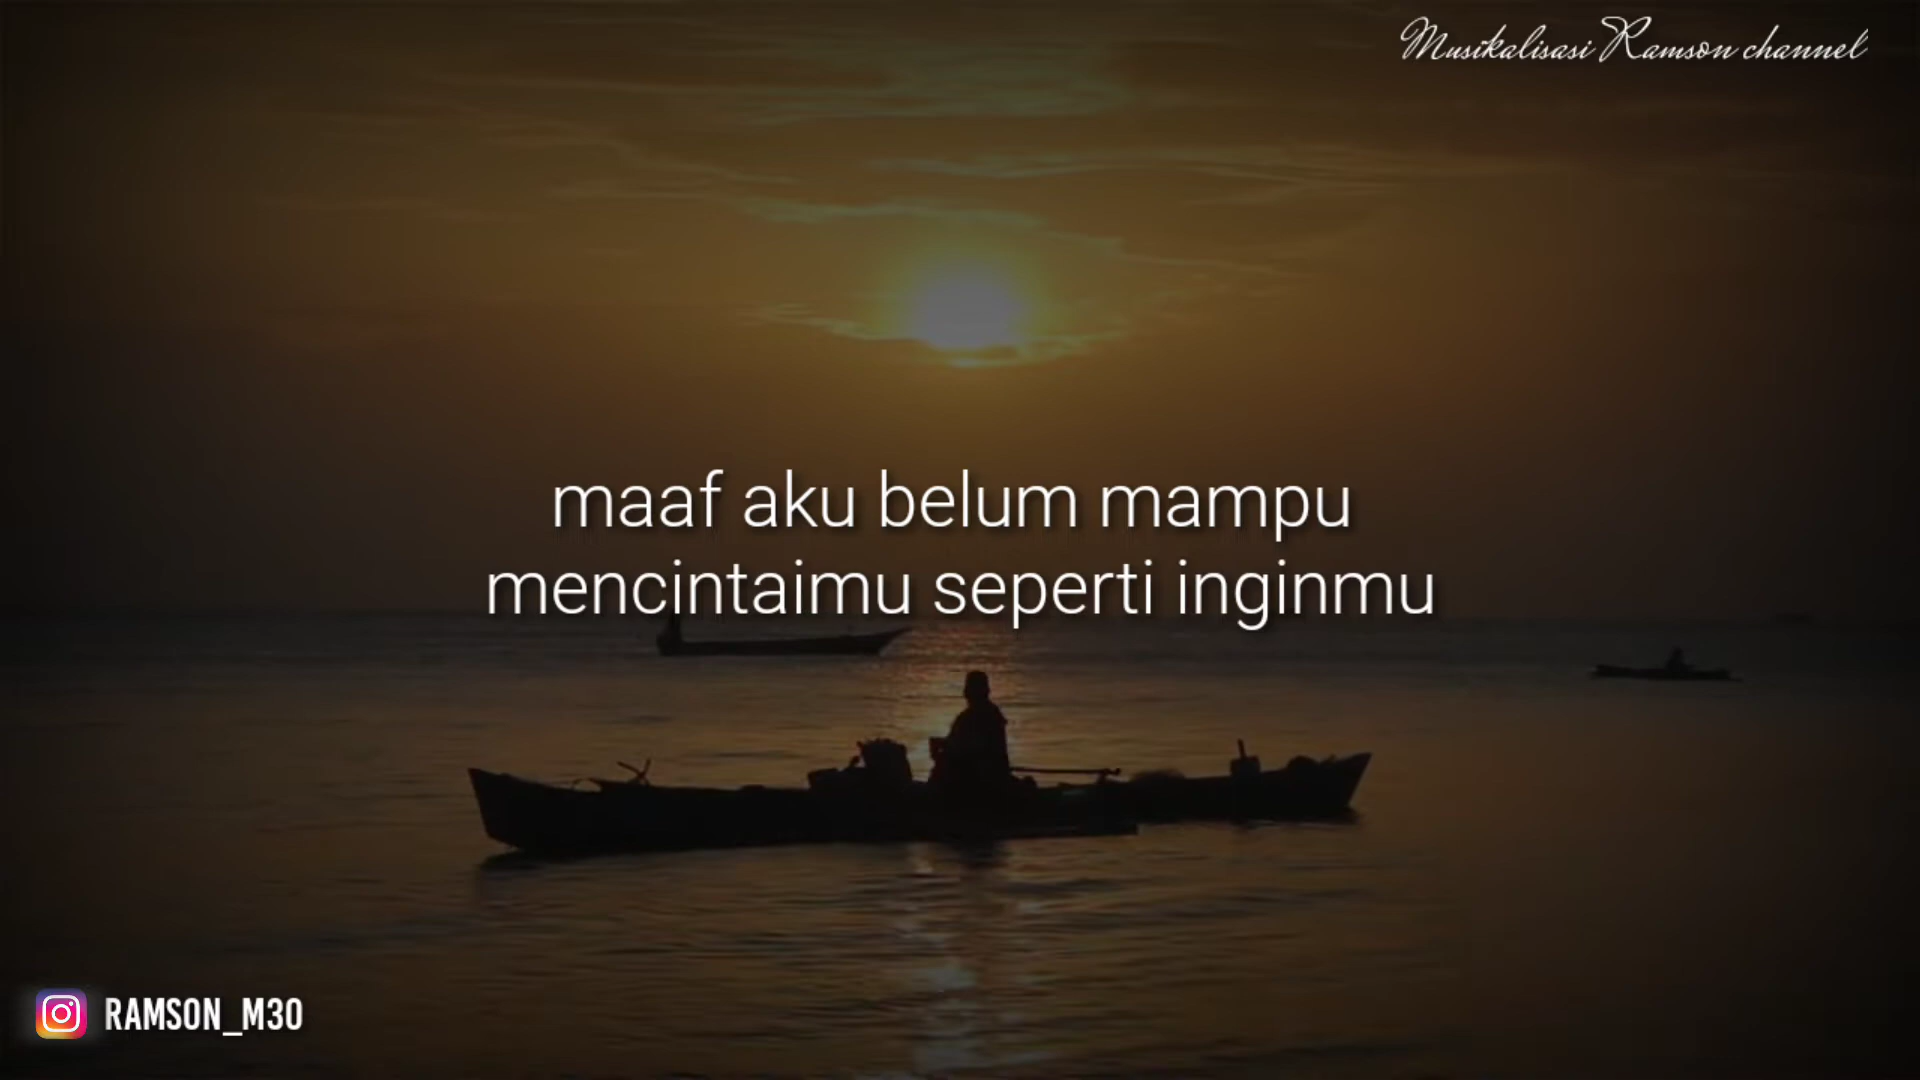 Musikalisasi Ramson channel
maaf aku belum mampu
mencintaimu seperti inginmu
RAMSON_M30